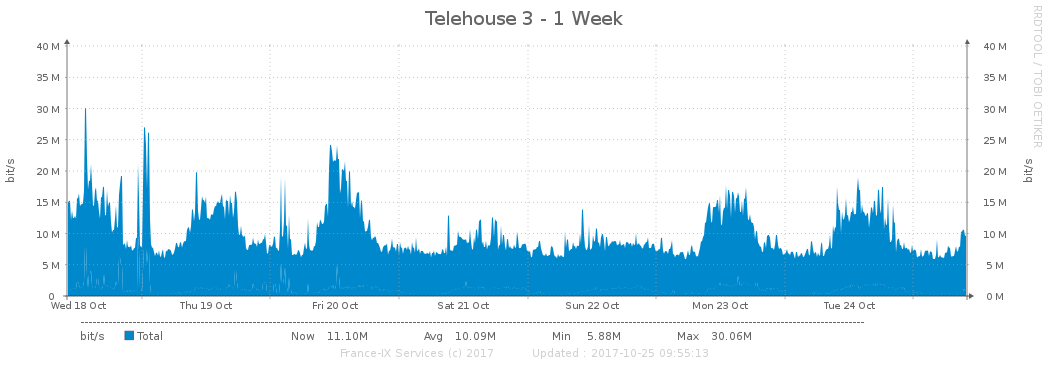 Telehouse 3 - 1 Week
RRDTOOL / TOBI OETIKER
bit/s
40 M 40 M
35 M 35 M
30 M 30 M
25 M 25 M
20 M 20 M
15 M 15 M
10 M 10 M
5 M 5 M
0 0 M
bit/s
Wed 18 Oct Thu 19 Oct Fri 20 Oct Sat 21 Oct Sun 22 Oct Mon 23 Oct Tue 24 Oct
bit/s Total Now 11.10M Avg 10.09M Min 5.88M Max 30.06M
France-IX Services (c) 2017 Updated : 2017-10-25 09:55:13